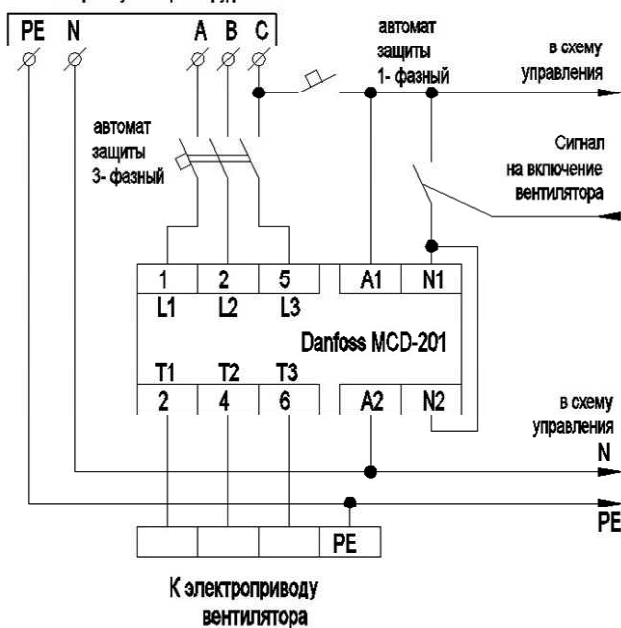 PE N A B C
автомат
защиты
1- фазный
в схему
управления
автомат
защиты
3- фазный
Сигнал
на включение
вентилятора
1 2 5 A1 N1
L1 L2 L3
Danfoss MCD-201
T1 T2 T3
2 4 6 A2 N2
в схему
управления
N
PE
PE
К электроприводу
вентилятора